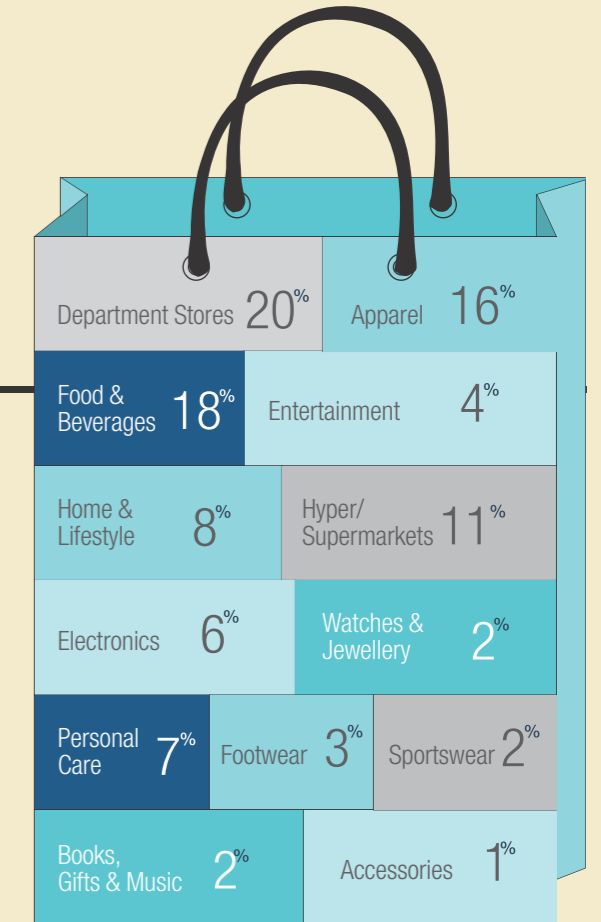 Department Stores 20%
Apparel 16%
Food &
Beverages 18%
Entertainment 4%
Home &
Lifestyle 8%
Hyper/
Supermarkets 11%
Electronics 6%
Watches &
Jewellery 2%
Personal
Care 7%
Footwear 3%
Sportswear 2%
Books,
Gifts & Music 2%
Accessories 1%